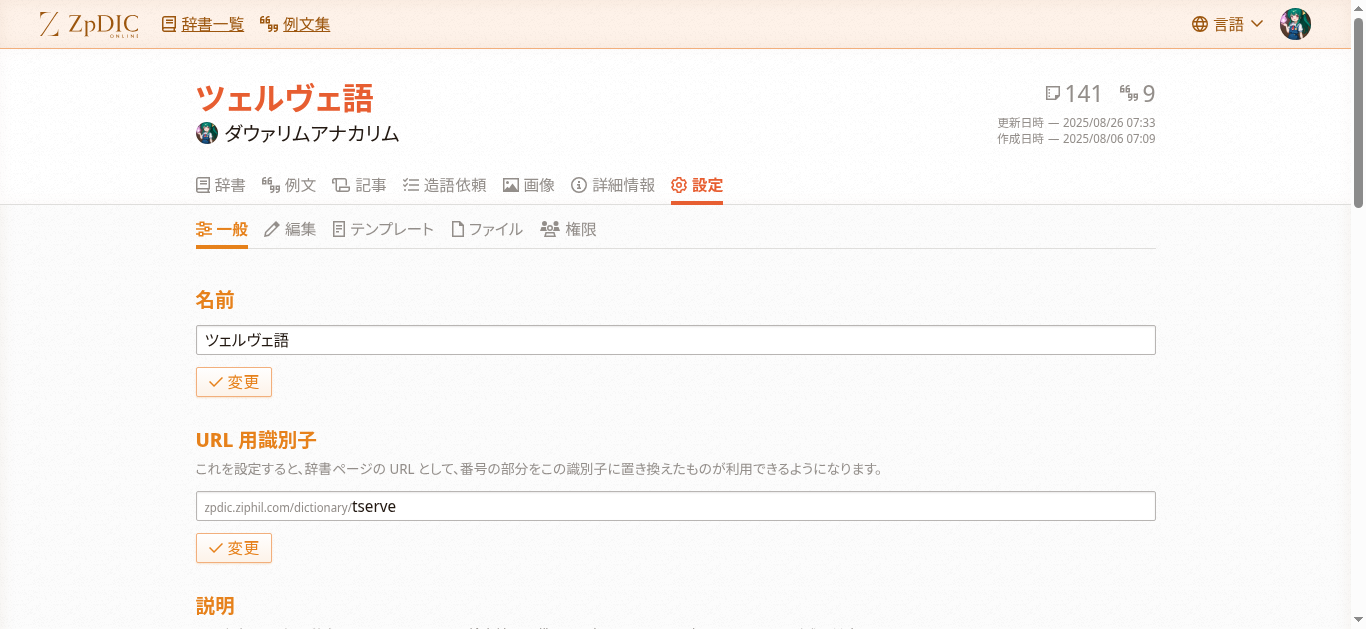 ZpDIC ONLINE 辞書一覧 例文集 言語
ツェルヴェ語
141 9
ダウァリムアナカリム
更新日時 — 2025/08/26 07:33
作成日時 — 2025/08/06 07:09
辞書 例文 記事 造語依頼 画像 詳細情報 設定
一般 編集 テンプレート ファイル 権限
名前
ツェルヴェ語
変更
URL 用識別子
これを設定すると、辞書ページの URL として、番号の部分をこの識別子に置き換えたものが利用できるようになります。
zpdic.ziphil.com/dictionary/tserve
変更
説明